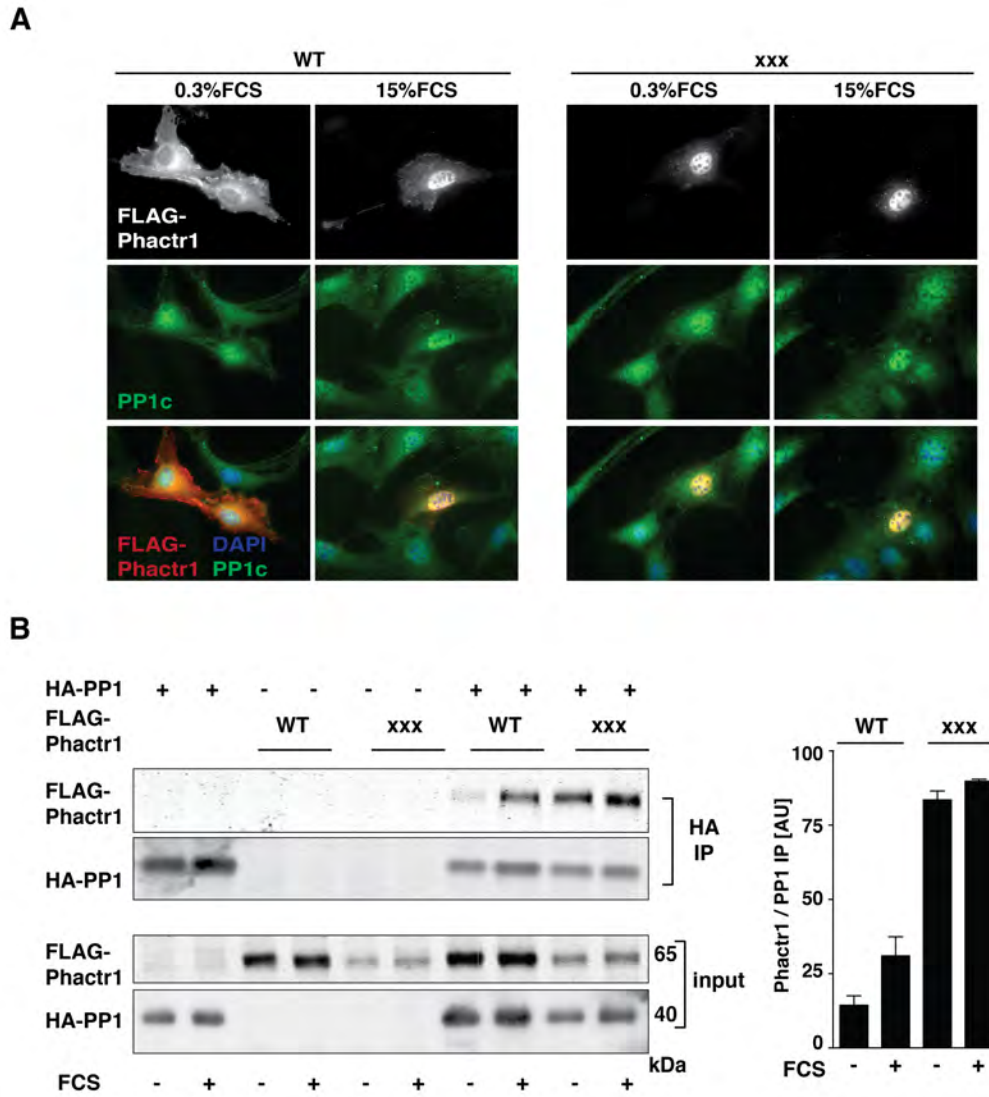 A
WT xxx
0.3%FCS 15%FCS 0.3%FCS 15%FCS
FLAG-
Phactr1
PP1c
FLAG- DAPI
Phactr1 PP1c
B
HA-PP1 + + - - - - + + + +
FLAG-
Phactr1
WT xxx WT xxx
FLAG-
Phactr1
HA-PP1
HA
IP
FLAG-
Phactr1
65
HA-PP1
40
input
kDa
FCS - + - + - + - + - +
WT xxx
Phactr1 / PP1 IP [AU]
100
75
50
25
0
FCS - + - +